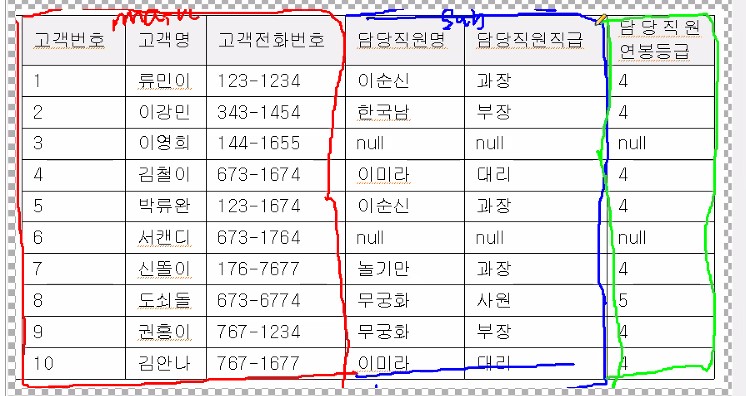 main sub
고객번호 고객명 고객전화번호 담당직원명 담당직원직급 담당직원
연봉등급
1 류민이 123-1234 이순신 과장 4
2 이강민 343-1454 한국남 부장 4
3 이영희 144-1655 null null null
4 김철이 673-1674 이미라 대리 4
5 박류완 123-1674 이순신 과장 4
6 서캔디 673-1764 null null null
7 신똘이 176-7677 놀기만 과장 4
8 도쇠돌 673-6774 무궁화 사원 5
9 권홍이 767-1234 무궁화 부장 4
10 김안나 767-1677 이미라 대리 4